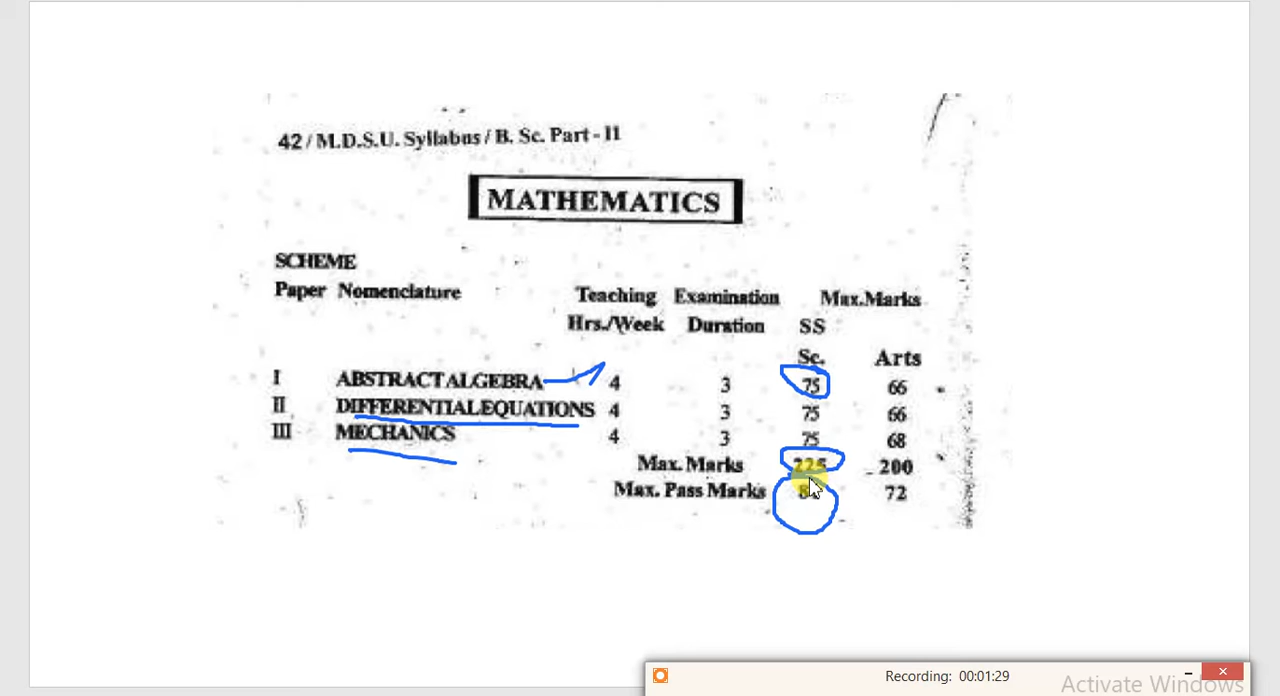 42 / M.D.S.U. Syllabus / B. Sc. Part - II
MATHEMATICS
SCHEME
Paper Nomenclature Teaching Examination Max.Marks
Hrs./Week Duration SS
Sc. Arts
I ABSTRACT ALGEBRA 4 3 75 66
II DIFFERENTIAL EQUATIONS 4 3 75 66
III MECHANICS 4 3 75 68
Max. Marks 225 200
Max. Pass Marks 72
Recording: 00:01:29
Activate Windows